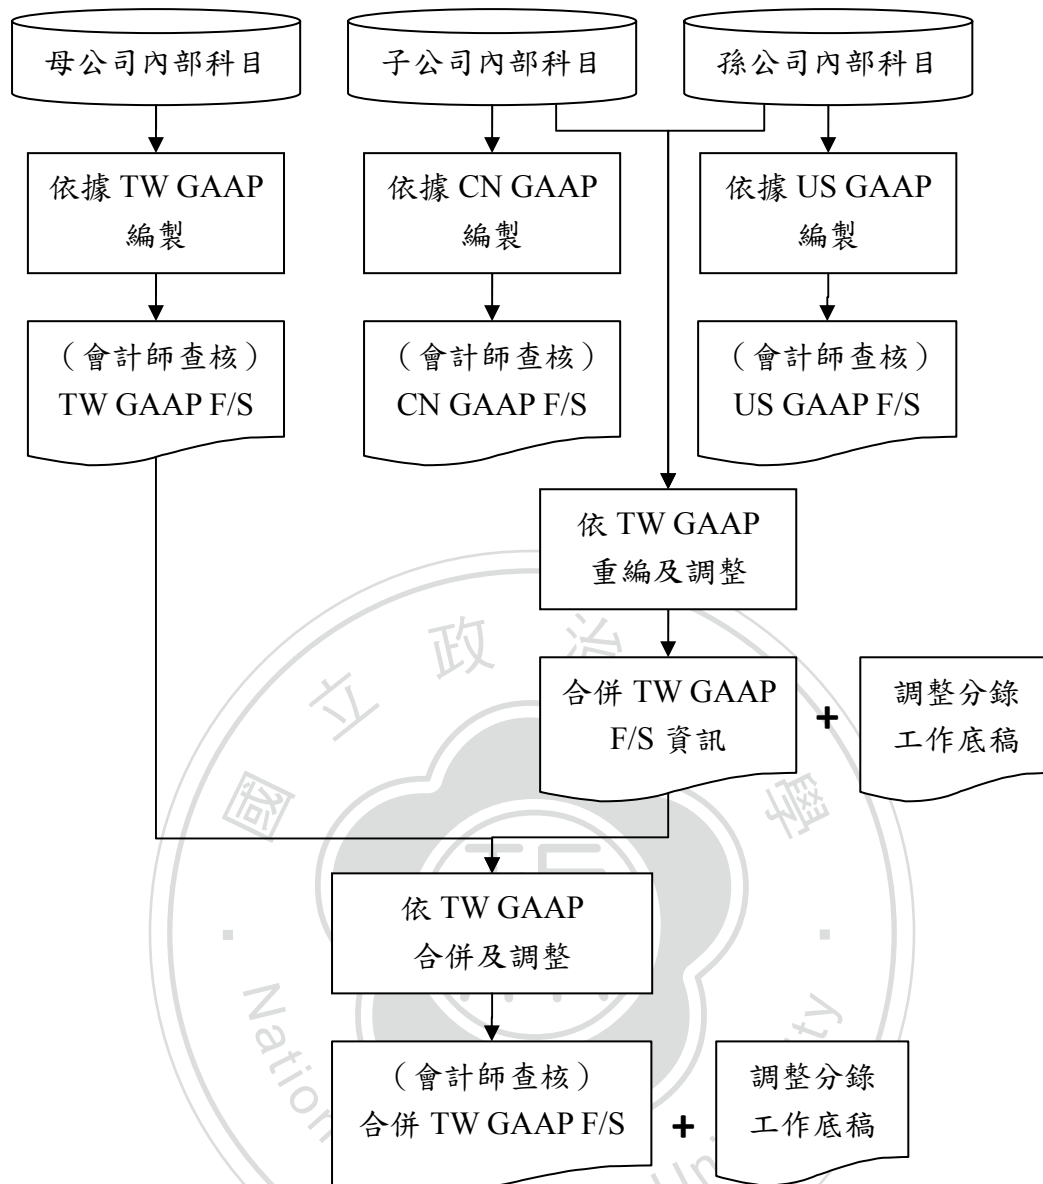 母公司內部科目
子公司內部科目
孫公司內部科目
依據 TW GAAP
編製
依據 CN GAAP
編製
依據 US GAAP
編製
（會計師查核）
TW GAAP F/S
（會計師查核）
CN GAAP F/S
（會計師查核）
US GAAP F/S
依 TW GAAP
重編及調整
合併 TW GAAP
F/S 資訊
+
調整分錄
工作底稿
依 TW GAAP
合併及調整
（會計師查核）
合併 TW GAAP F/S
+
調整分錄
工作底稿
國立政治
學